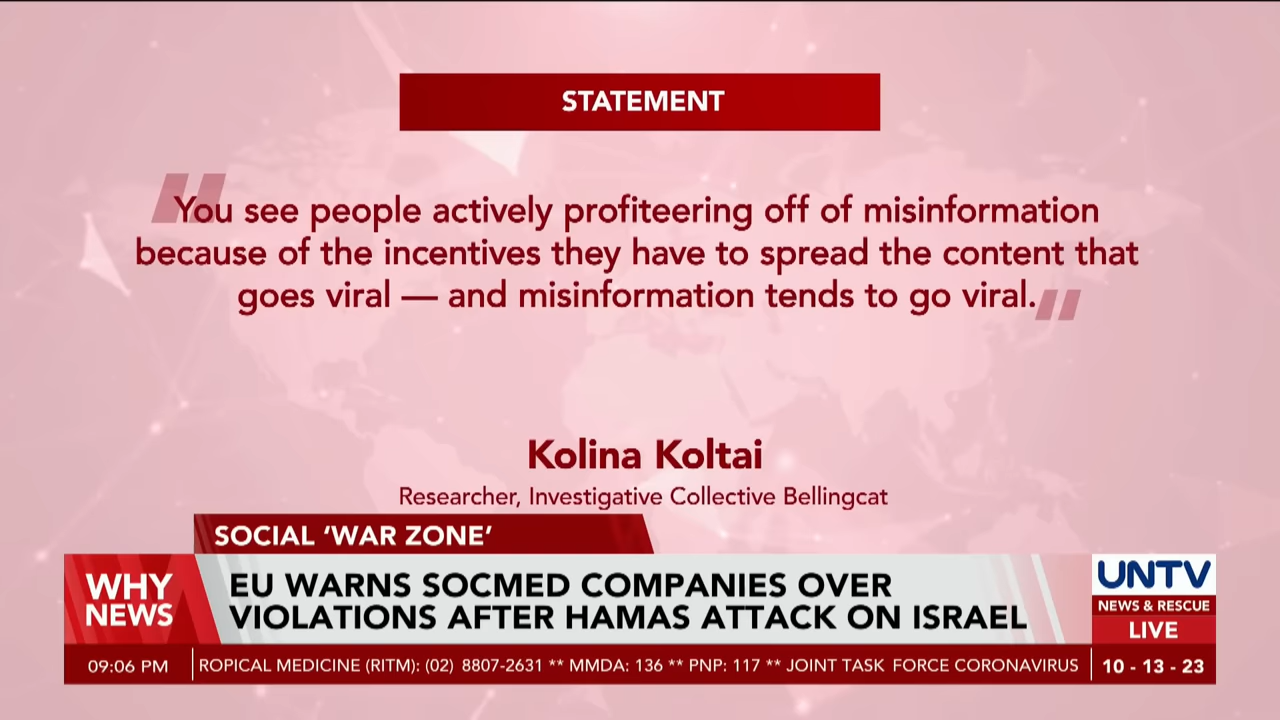 STATEMENT
"You see people actively profiteering off of misinformation
because of the incentives they have to spread the content that
goes viral — and misinformation tends to go viral."
Kolina Koltai
Researcher, Investigative Collective Bellingcat
SOCIAL ‘WAR ZONE’
WHY
NEWS
EU WARNS SOCMED COMPANIES OVER
VIOLATIONS AFTER HAMAS ATTACK ON ISRAEL
UNTV
NEWS & RESCUE
LIVE
09:06 PM
ROPICAL MEDICINE (RITM): (02) 8807-2631 ** MMDA: 136 ** PNP: 117 ** JOINT TASK FORCE CORONAVIRUS
10 - 13 - 23